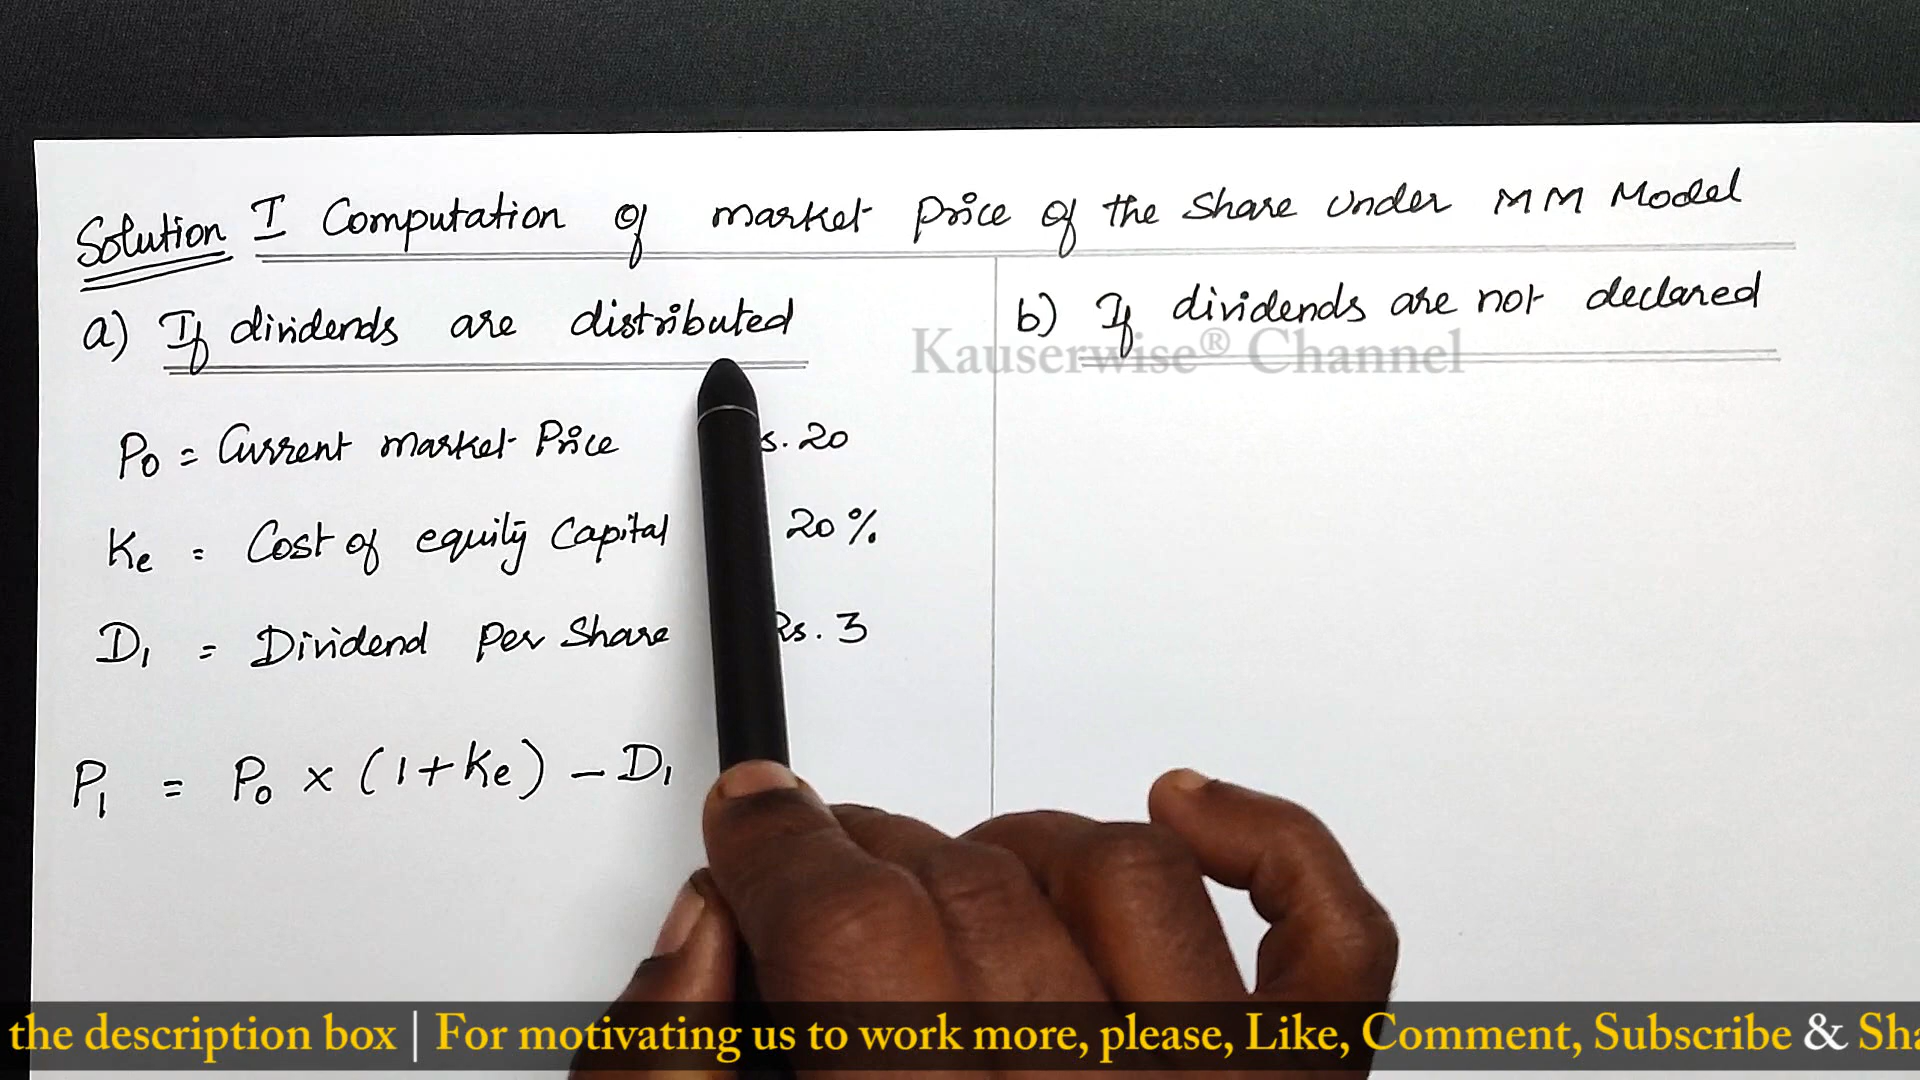 Solution I Computation of market Price of the Share Under MM Model
a) If dividends are distributed
P0 = Current market Price s. 20
Ke = Cost of equity Capital 20%
D1 = Dividend Per Share Rs. 3
P1 = P0 × (1+Ke) – D1
b) If dividends are not declared
Kauserwise® Channel
the description box | For motivating us to work more, please, Like, Comment, Subscribe & Sha